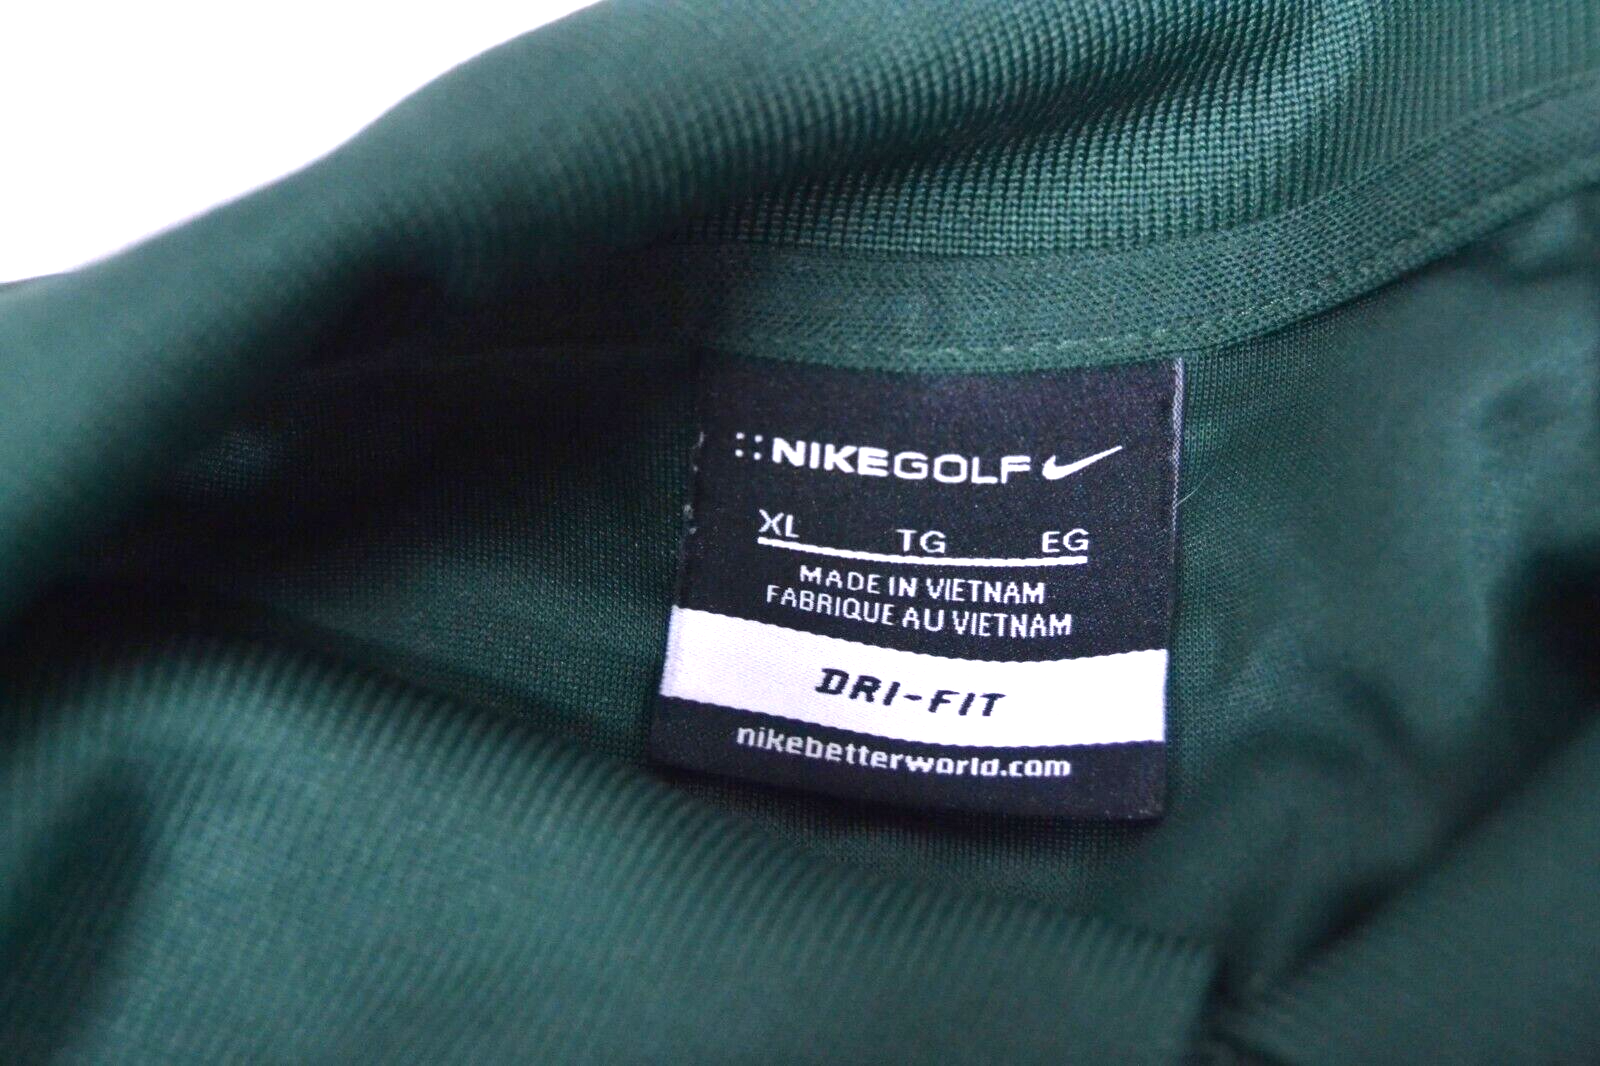 NIKEGOLF
XL TG EG
MADE IN VIETNAM
FABRIQUE AU VIETNAM
DRI-FIT
nikebetterworld.com